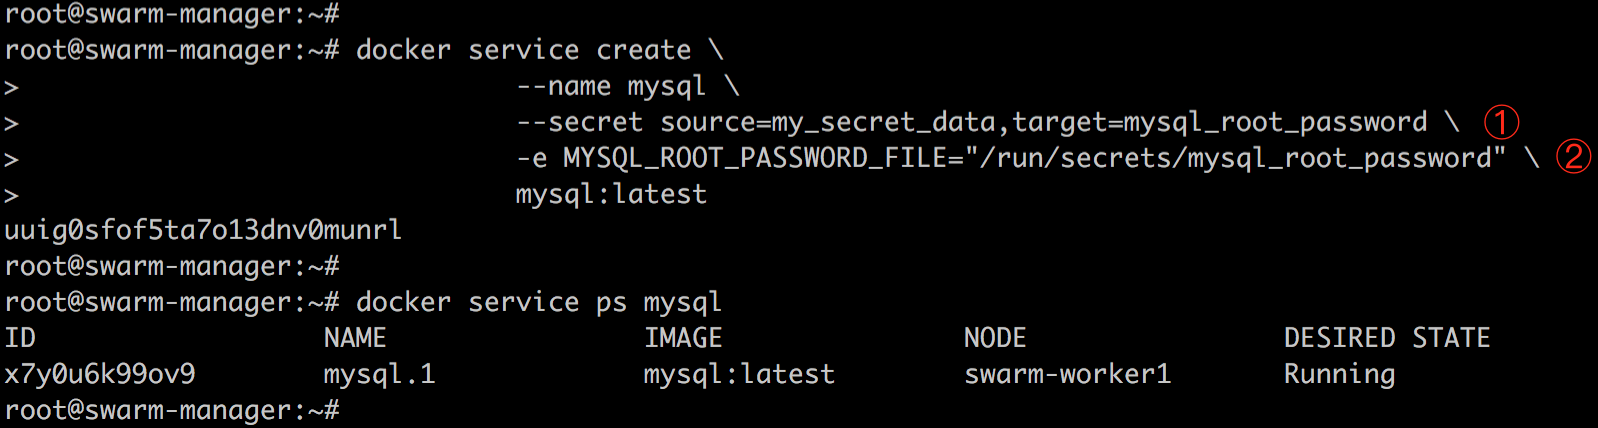 root@swarm-manager:~#
root@swarm-manager:~# docker service create \
> --name mysql \
> --secret source=my_secret_data,target=mysql_root_password \ ①
> -e MYSQL_ROOT_PASSWORD_FILE="/run/secrets/mysql_root_password" \ ②
> mysql:latest
uuig0sfof5ta7o13dnv0munrl
root@swarm-manager:~#
root@swarm-manager:~# docker service ps mysql
ID NAME IMAGE NODE DESIRED STATE
x7y0u6k99ov9 mysql.1 mysql:latest swarm-worker1 Running
root@swarm-manager:~#